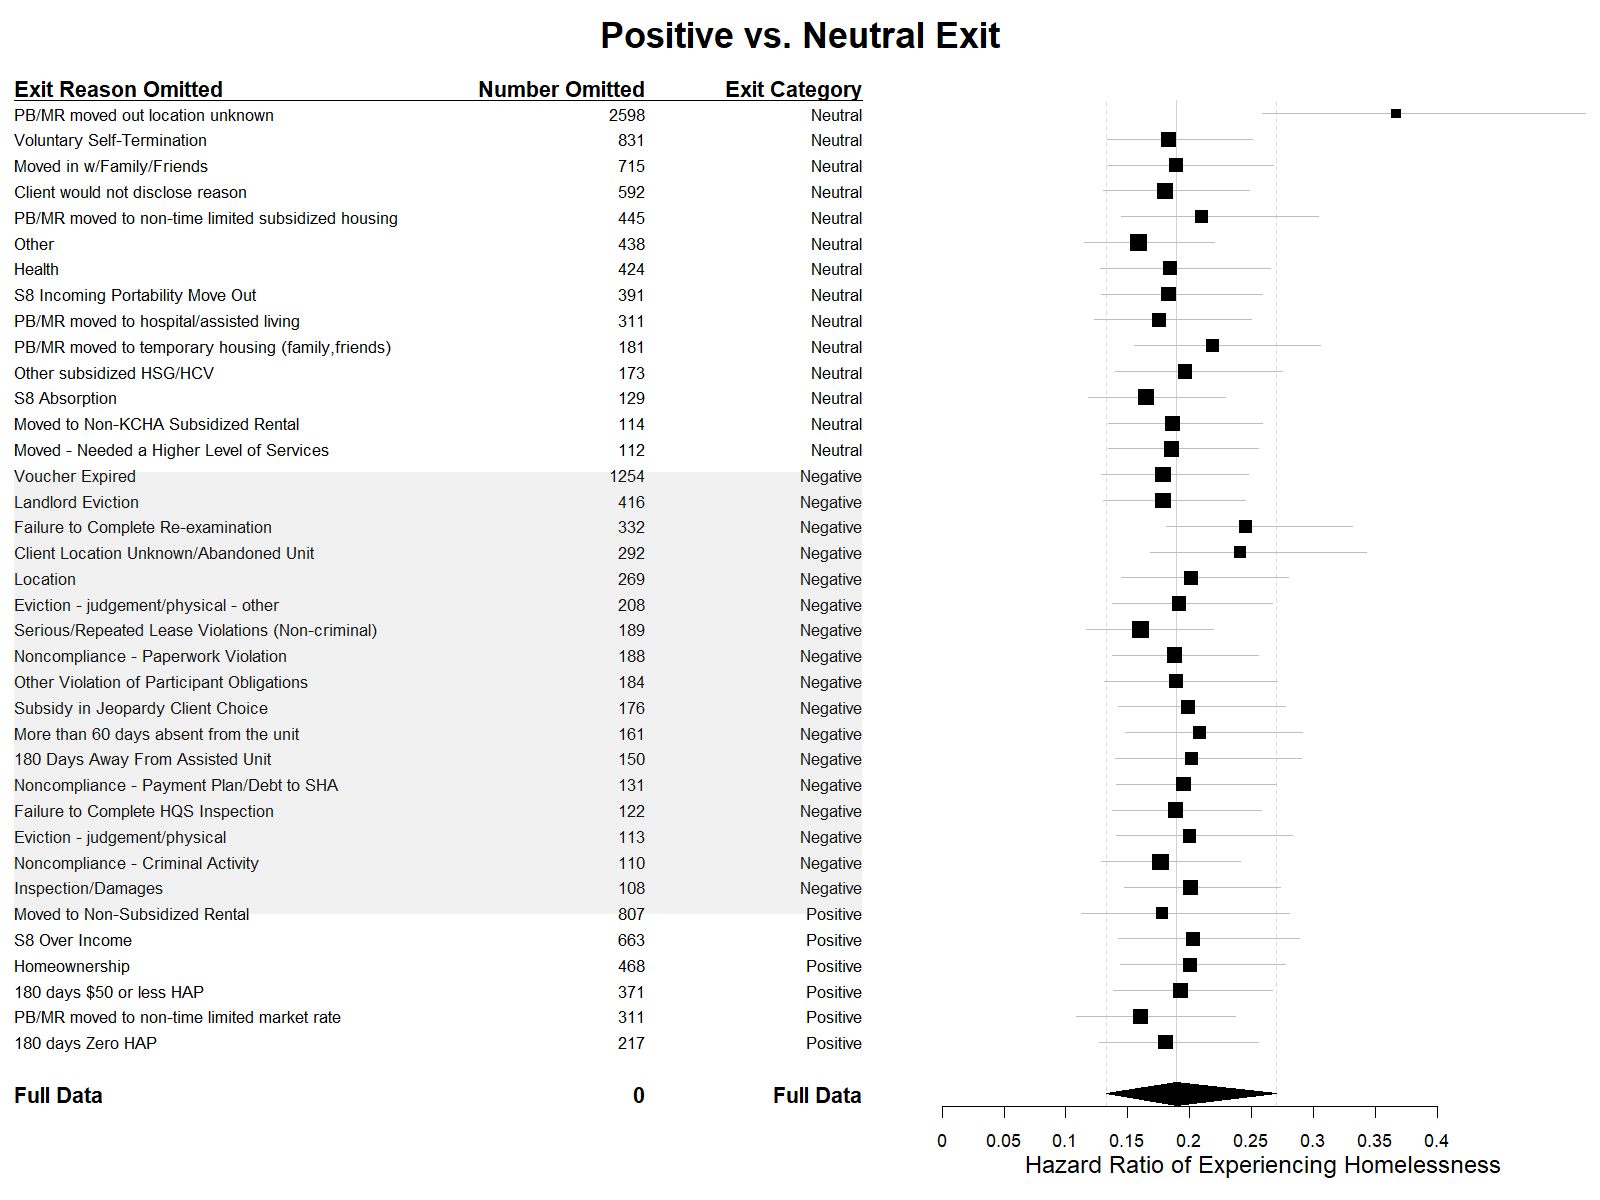 Positive vs. Neutral Exit
Exit Reason Omitted Number Omitted Exit Category
PB/MR moved out location unknown 2598 Neutral
Voluntary Self-Termination 831 Neutral
Moved in w/Family/Friends 715 Neutral
Client would not disclose reason 592 Neutral
PB/MR moved to non-time limited subsidized housing 445 Neutral
Other 438 Neutral
Health 424 Neutral
S8 Incoming Portability Move Out 391 Neutral
PB/MR moved to hospital/assisted living 311 Neutral
PB/MR moved to temporary housing (family,friends) 181 Neutral
Other subsidized HSG/HCV 173 Neutral
S8 Absorption 129 Neutral
Moved to Non-KCHA Subsidized Rental 114 Neutral
Moved - Needed a Higher Level of Services 112 Neutral
Voucher Expired 1254 Negative
Landlord Eviction 416 Negative
Failure to Complete Re-examination 332 Negative
Client Location Unknown/Abandoned Unit 292 Negative
Location 269 Negative
Eviction - judgement/physical - other 208 Negative
Serious/Repeated Lease Violations (Non-criminal) 189 Negative
Noncompliance - Paperwork Violation 188 Negative
Other Violation of Participant Obligations 184 Negative
Subsidy in Jeopardy Client Choice 176 Negative
More than 60 days absent from the unit 161 Negative
180 Days Away From Assisted Unit 150 Negative
Noncompliance - Payment Plan/Debt to SHA 131 Negative
Failure to Complete HQS Inspection 122 Negative
Eviction - judgement/physical 113 Negative
Noncompliance - Criminal Activity 110 Negative
Inspection/Damages 108 Negative
Moved to Non-Subsidized Rental 807 Positive
S8 Over Income 663 Positive
Homeownership 468 Positive
180 days $50 or less HAP 371 Positive
PB/MR moved to non-time limited market rate 311 Positive
180 days Zero HAP 217 Positive
Full Data 0 Full Data
0 0.05 0.1 0.15 0.2 0.25 0.3 0.35 0.4
Hazard Ratio of Experiencing Homelessness